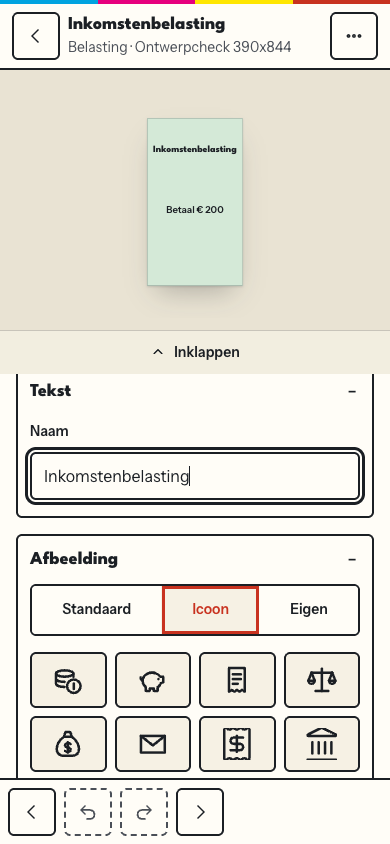 Inkomstenbelasting
Belasting · Ontwerpcheck 390x844
Inkomstenbelasting
Betaal € 200
Inklappen
Tekst
Naam
Inkomstenbelasting
Afbeelding
Standaard Icoon Eigen